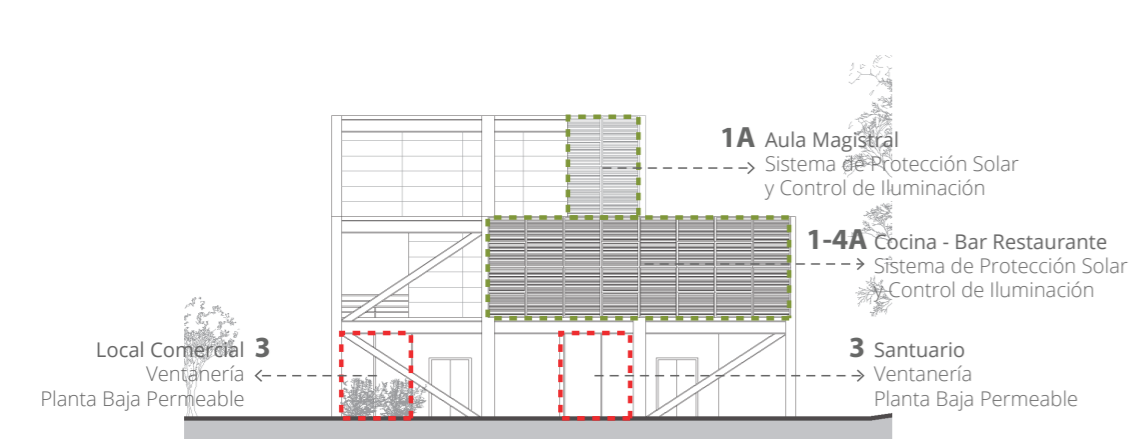 1A Aula Magistral
Sistema de Protección Solar
y Control de Iluminación
1-4A Cocina - Bar Restaurante
Sistema de Protección Solar
y Control de Iluminación
Local Comercial 3
Ventanería
Planta Baja Permeable
3 Santuario
Ventanería
Planta Baja Permeable